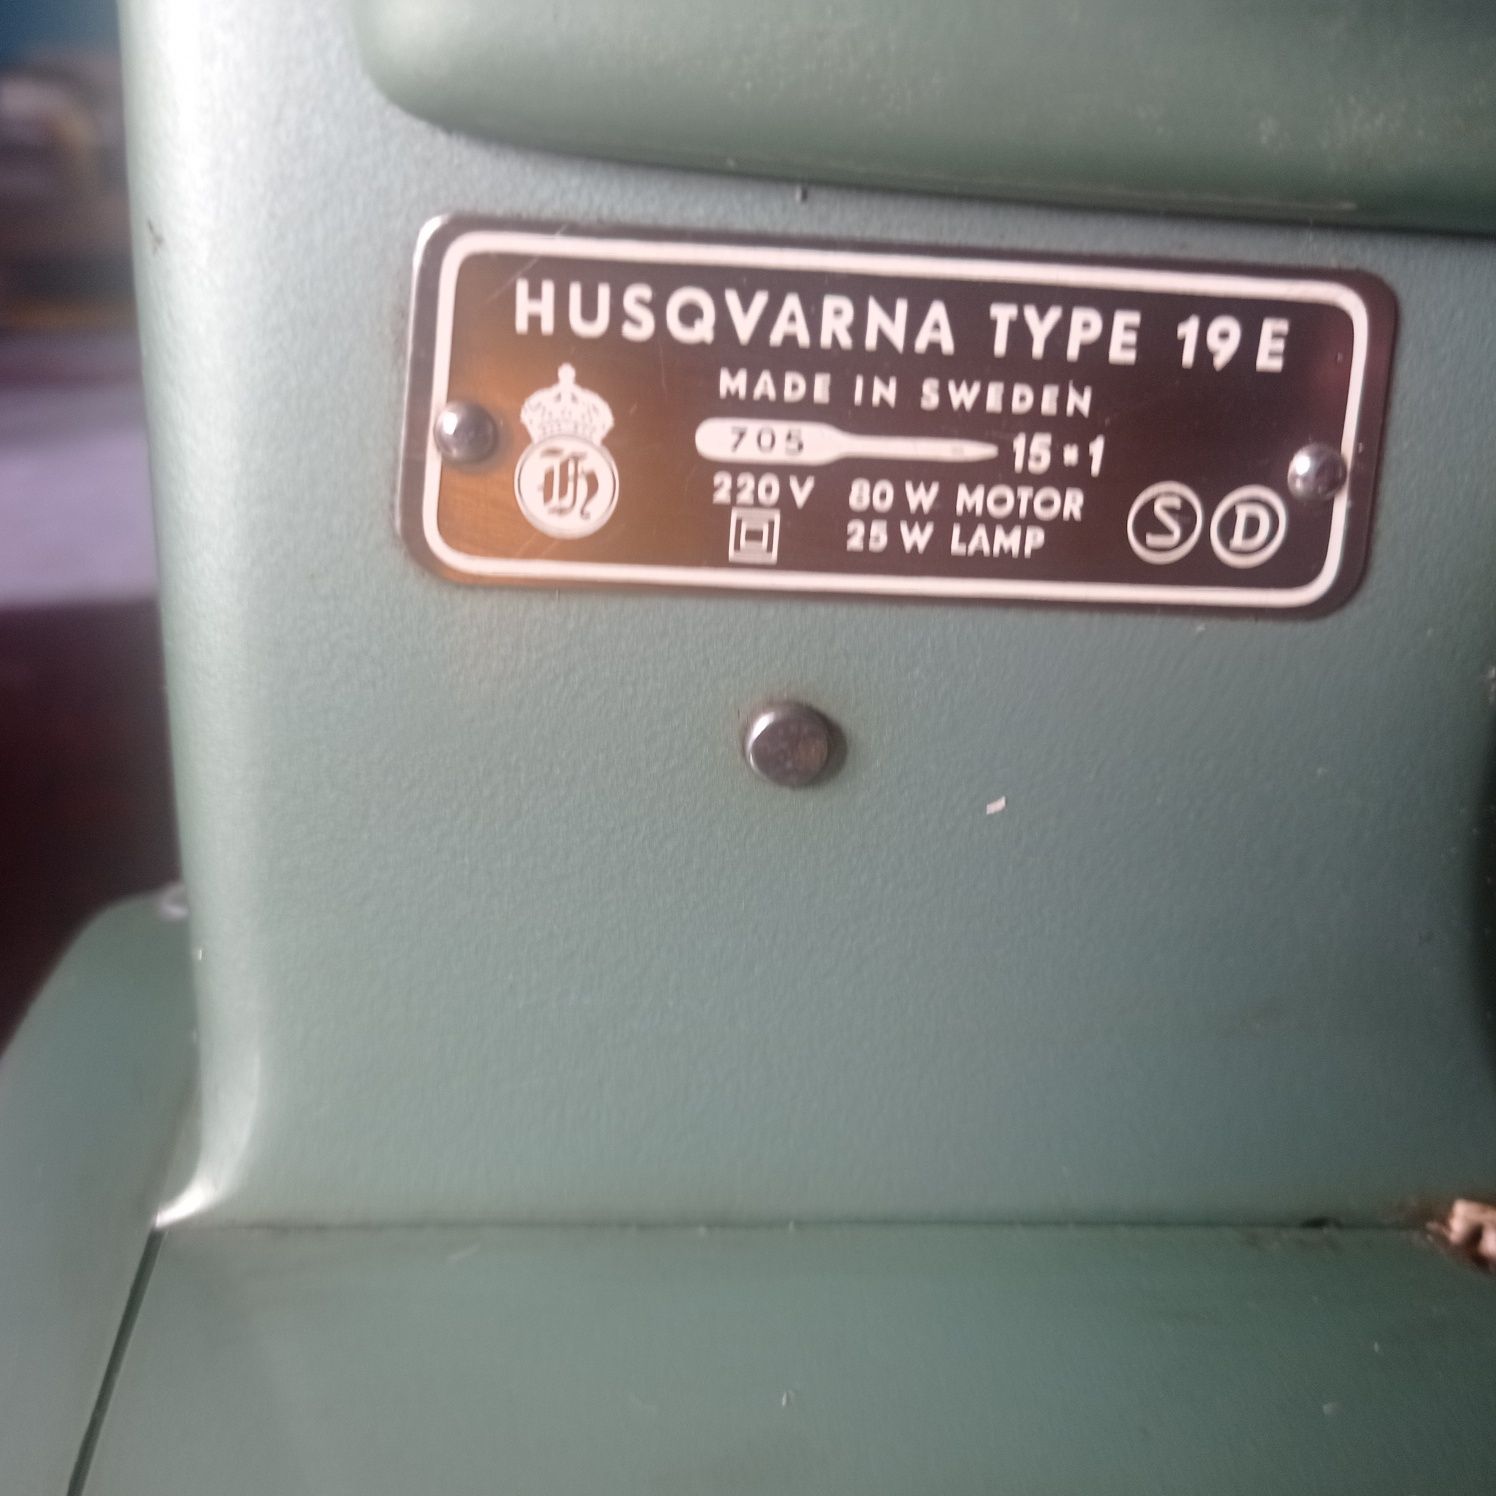 HUSQVARNA TYPE 19 E
MADE IN SWEDEN
705 15 × 1
220 V 80 W MOTOR
25 W LAMP
S D
H